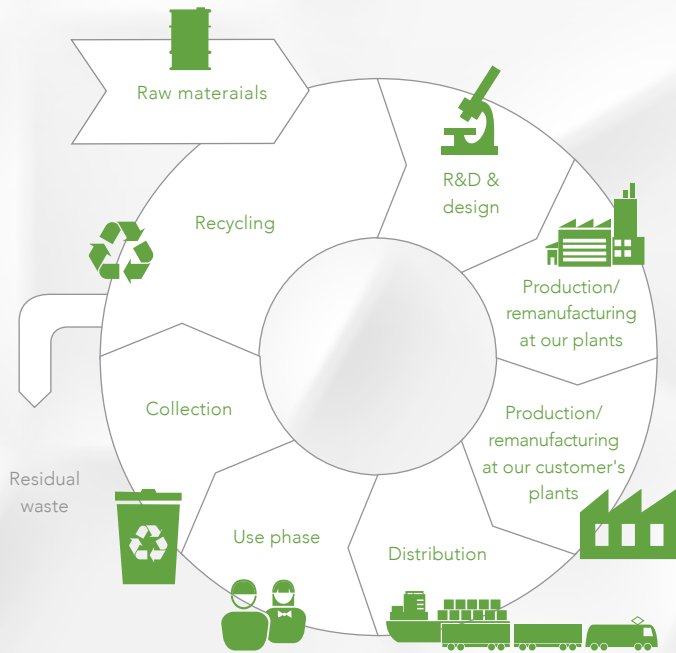 Raw materaials
R&D &
design
Production/
remanufacturing
at our plants
Production/
remanufacturing
at our customer's
plants
Distribution
Use phase
Collection
Recycling
Residual
waste